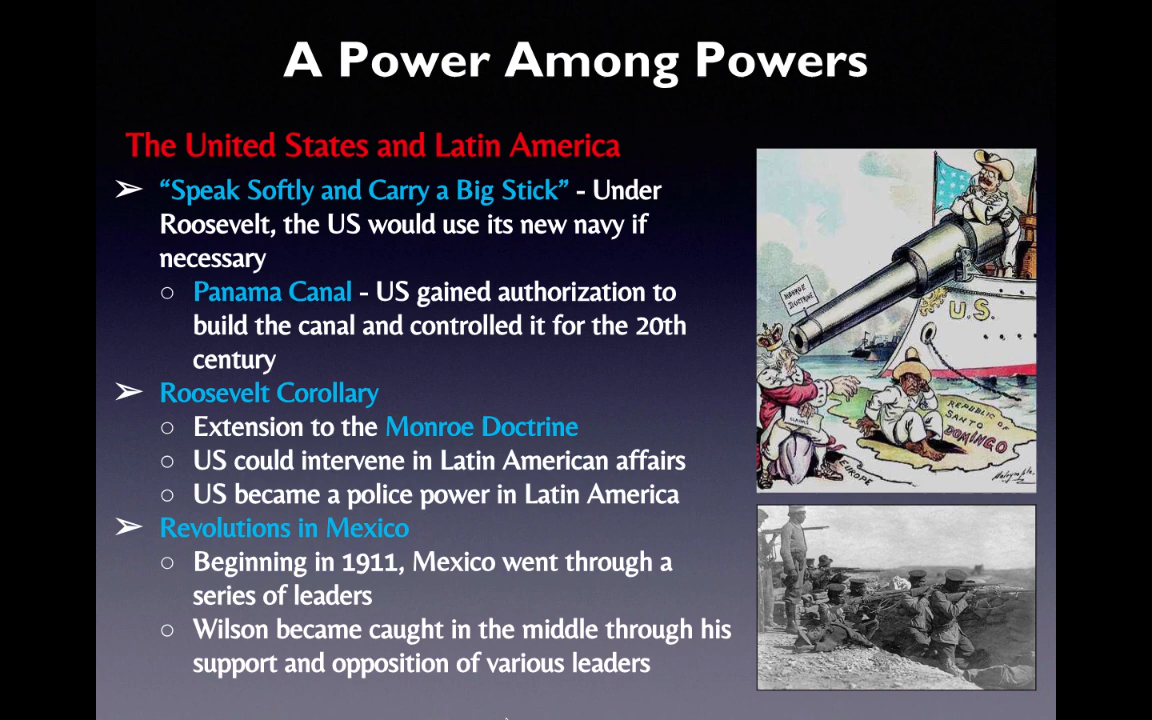 A Power Among Powers
The United States and Latin America
➢ “Speak Softly and Carry a Big Stick” - Under
Roosevelt, the US would use its new navy if
necessary
○ Panama Canal - US gained authorization to
build the canal and controlled it for the 20th
century
➢ Roosevelt Corollary
○ Extension to the Monroe Doctrine
○ US could intervene in Latin American affairs
○ US became a police power in Latin America
➢ Revolutions in Mexico
○ Beginning in 1911, Mexico went through a
series of leaders
○ Wilson became caught in the middle through his
support and opposition of various leaders
MONROE
DOCTRINE
U.S.
REPUBLIC OF
SANTO
DOMINGO
EUROPE